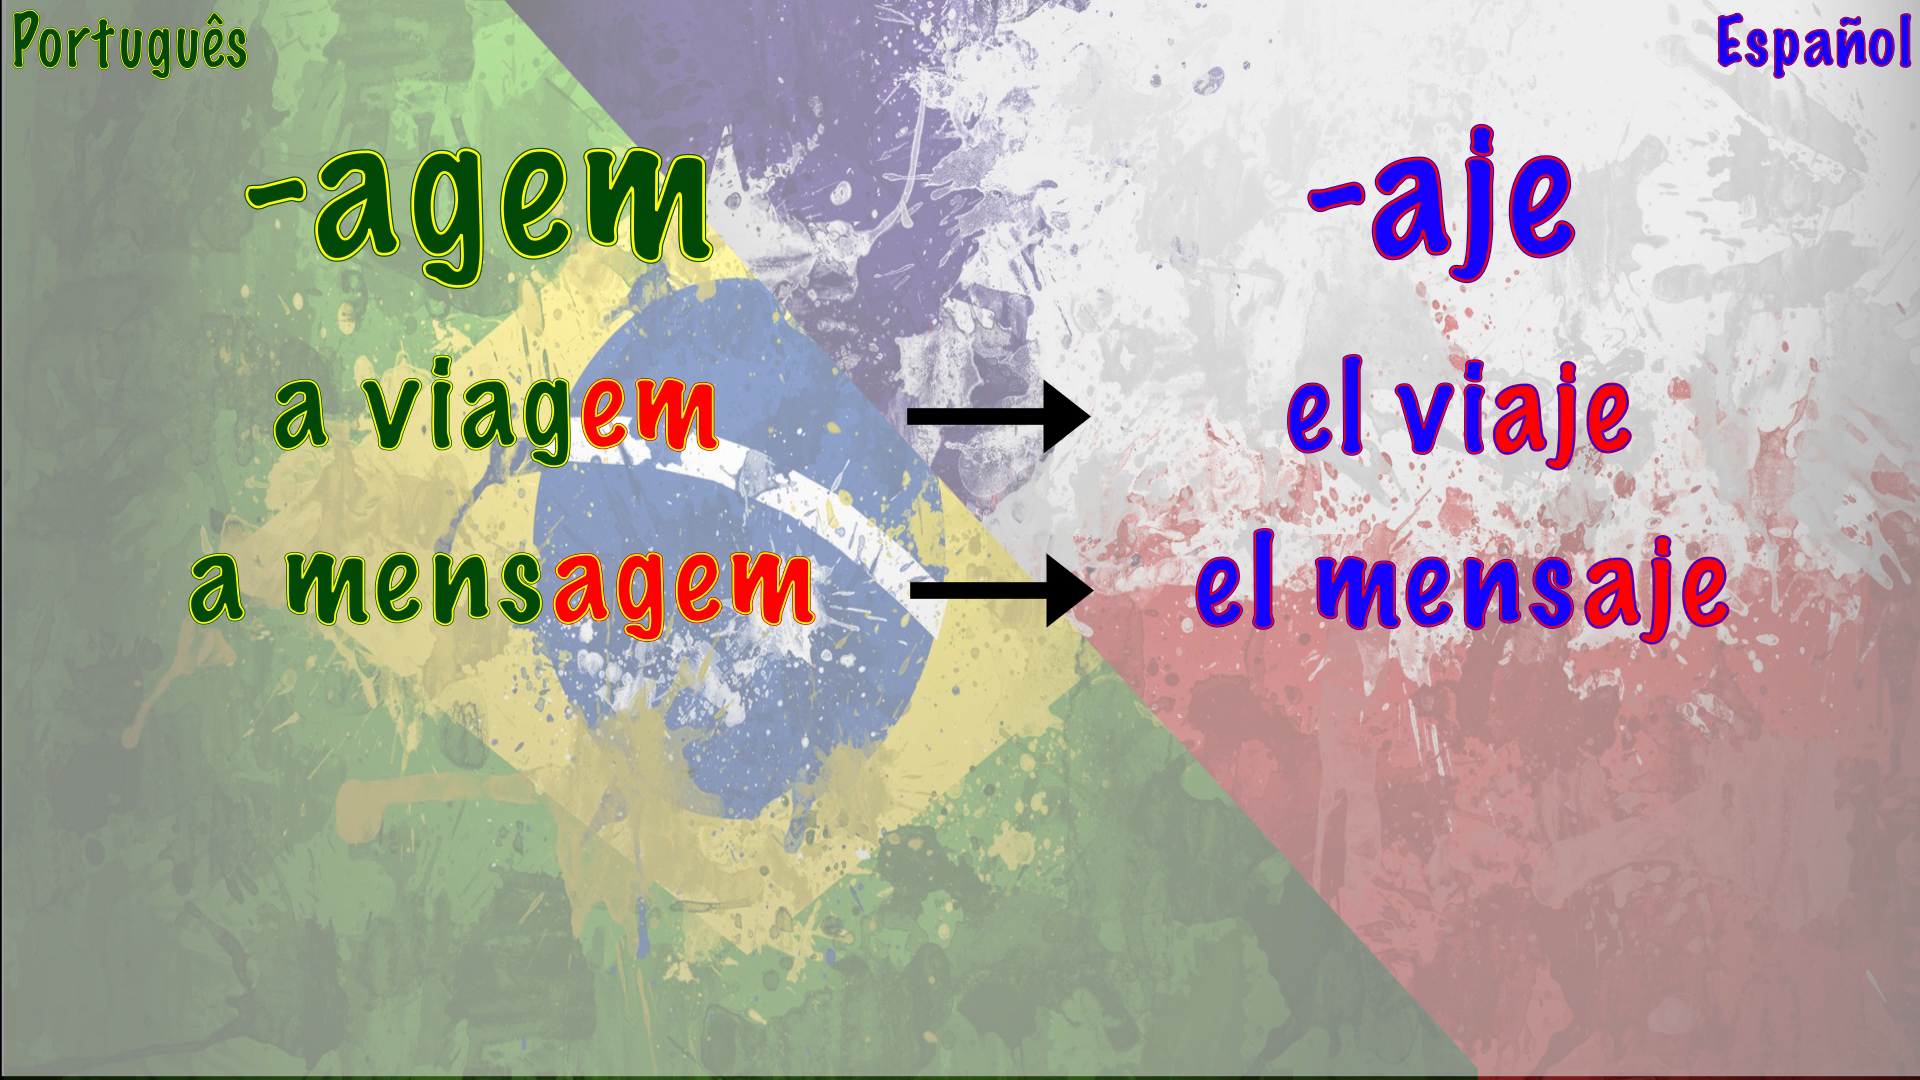 Português
Español
-agem
-aje
a viagem
el viaje
a mensagem
el mensaje